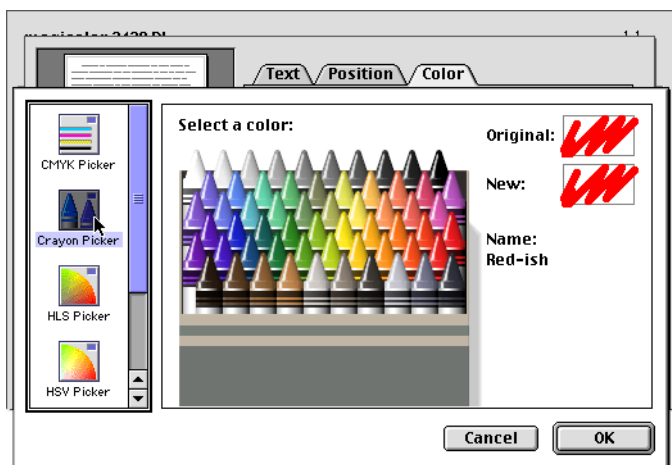 Text Position Color
Select a color:
Original:
New:
Name:
Red-ish
CMYK Picker
Crayon Picker
HLS Picker
HSV Picker
Cancel OK